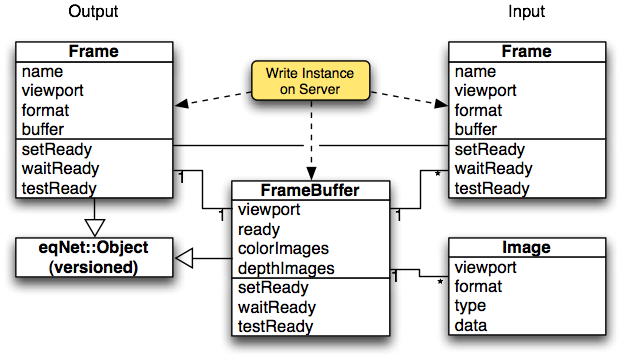 Output
Input
Frame
name
viewport
format
buffer
setReady
waitReady
testReady
Write Instance
on Server
Frame
name
viewport
format
buffer
setReady
waitReady
testReady
1
1
1
*
FrameBuffer
viewport
ready
colorImages
depthImages
setReady
waitReady
testReady
eqNet::Object
(versioned)
1
*
Image
viewport
format
type
data